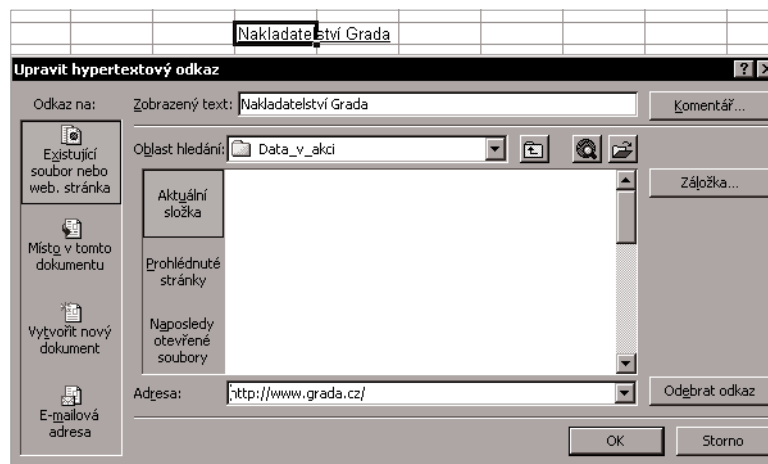 Nakladatelství Grada
Upravit hypertextový odkaz
Odkaz na:
Zobrazený text: Nakladatelství Grada
Komentář...
Existující
soubor nebo
web. stránka
Místo v tomto
dokumentu
Vytvořit nový
dokument
E-mailová
adresa
Oblast hledání: Data_v_akci
Aktuální
složka
Prohlédnuté
stránky
Naposledy
otevřené
soubory
Záložka...
Adresa: http://www.grada.cz/
Odebrat odkaz
OK
Storno